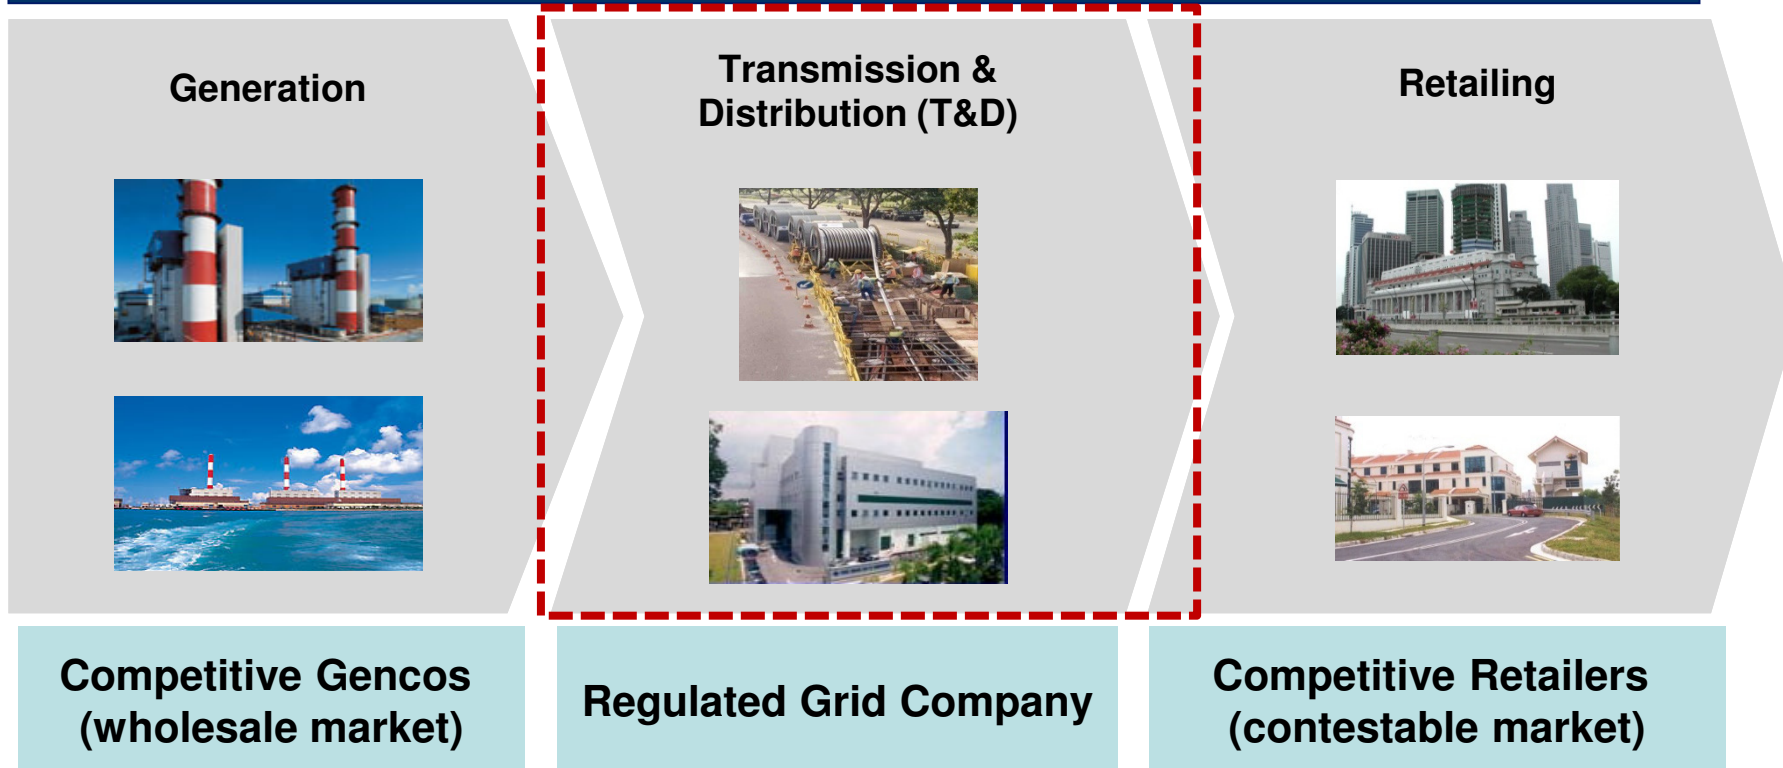 Generation
Transmission &
Distribution (T&D)
Retailing
Competitive Gencos
(wholesale market)
Regulated Grid Company
Competitive Retailers
(contestable market)